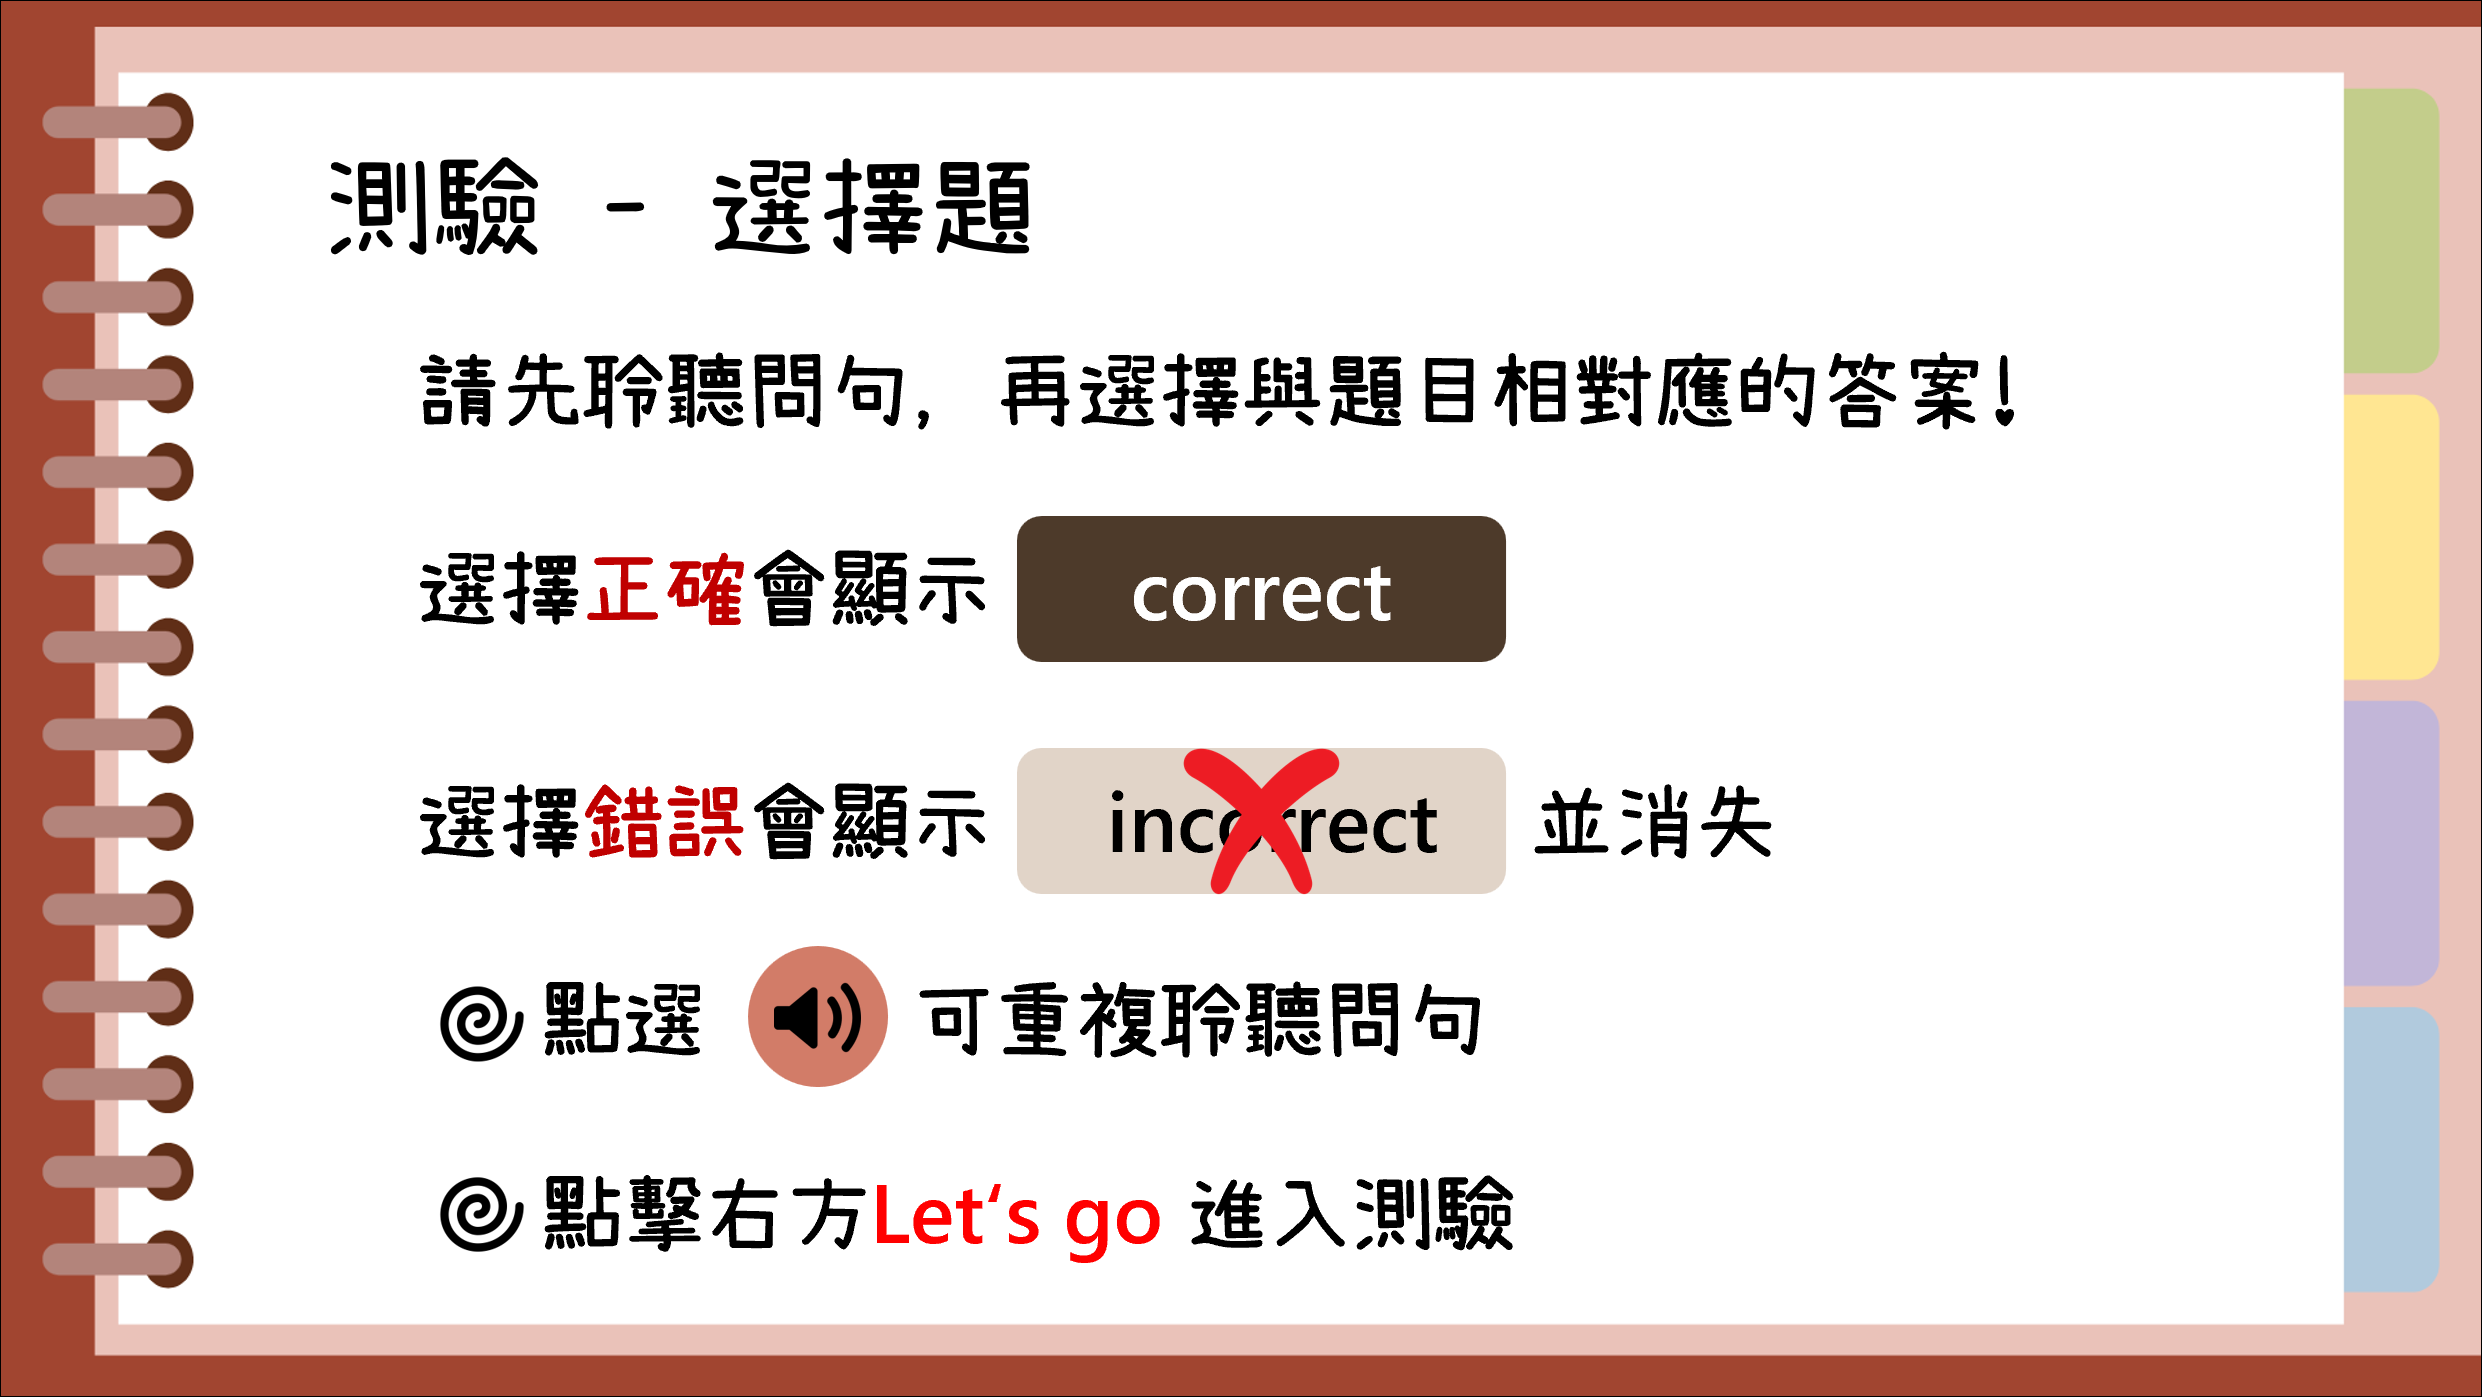 測驗 - 選擇題
請先聆聽問句，再選擇與題目相對應的答案！
選擇正確會顯示 correct
選擇錯誤會顯示 incorrect 並消失
點選 可重複聆聽問句
點擊右方Let‘s go 進入測驗